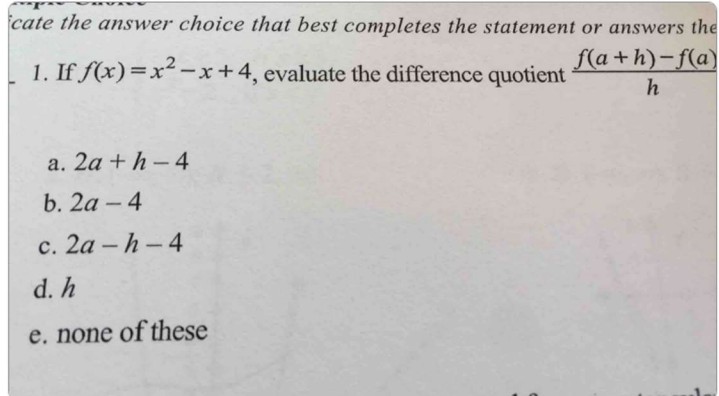 icate the answer choice that best completes the statement or answers the
1. If f(x)=x²-x+4, evaluate the difference quotient f(a+h)-f(a)
h
a. 2a + h – 4
b. 2a – 4
c. 2a – h – 4
d. h
e. none of these